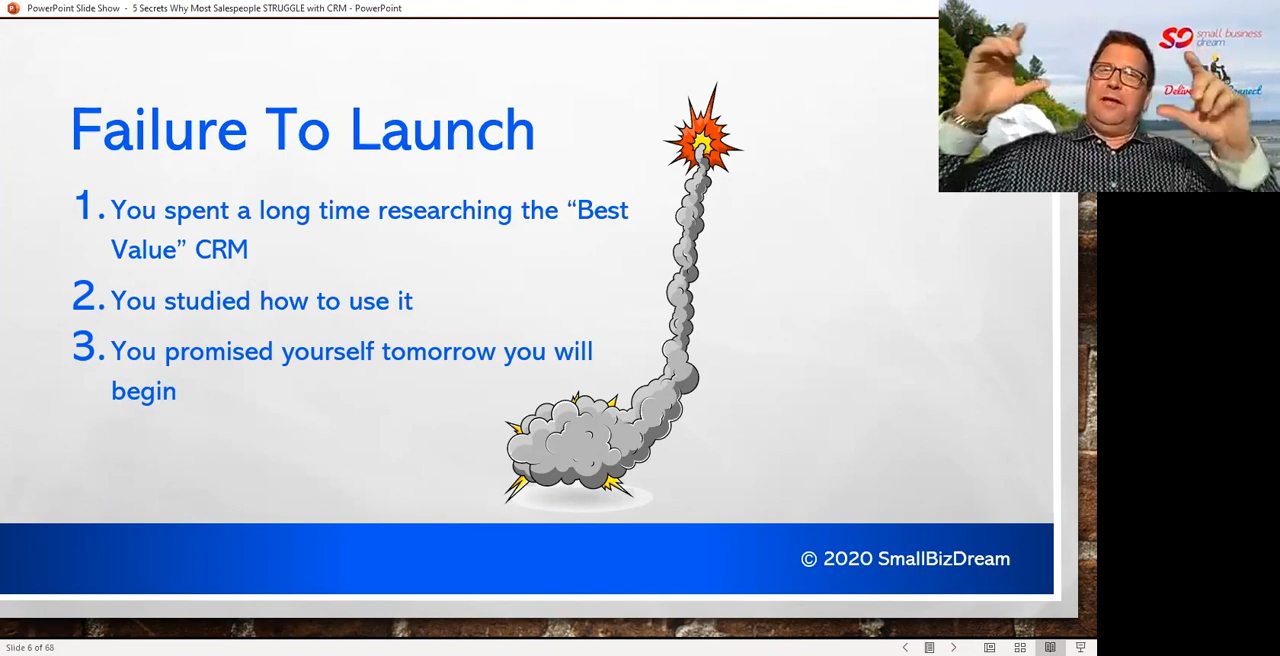 PowerPoint Slide Show - 5 Secrets Why Most Salespeople STRUGGLE with CRM - PowerPoint
small business
dream
Failure To Launch
1. You spent a long time researching the “Best
Value” CRM
2. You studied how to use it
3. You promised yourself tomorrow you will
begin
© 2020 SmallBizDream
Slide 6 of 68